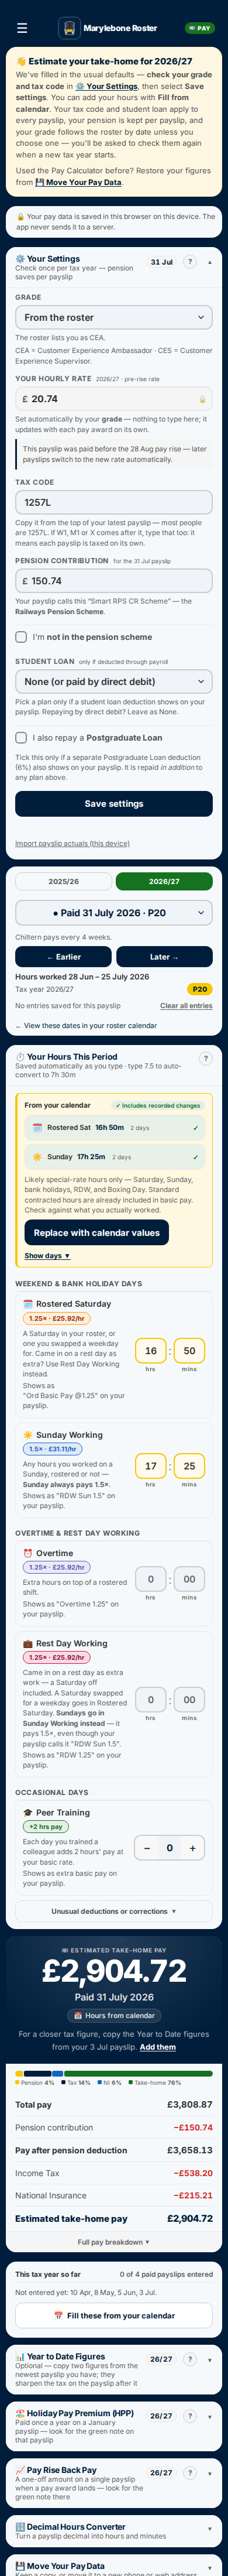 Marylebone Roster
PAY
👋 Estimate your take-home for 2026/27
We've filled in the usual defaults — check your grade
and tax code in ⚙️ Your Settings, then select Save
settings. You can add your hours with Fill from
calendar. Your tax code and student loan apply to
every payslip, your pension is kept per payslip, and
your grade follows the roster by date unless you
choose one — you'll be asked to check them again
when a new tax year starts.
Used the Pay Calculator before? Restore your figures
from 💾 Move Your Pay Data.
🔒 Your pay data is saved in this browser on this device. The
app never sends it to a server.
⚙️ Your Settings
31 Jul
?
Check once per tax year — pension
saves per payslip
GRADE
From the roster
The roster lists you as CEA.
CEA = Customer Experience Ambassador · CES = Customer
Experience Supervisor.
YOUR HOURLY RATE 2026/27 · pre-rise rate
£ 20.74
Set automatically by your grade — nothing to type here; it
updates with each pay award on its own.
This payslip was paid before the 28 Aug pay rise — later
payslips switch to the new rate automatically.
TAX CODE
1257L
Copy it from the top of your latest payslip — most people
are 1257L. If W1, M1 or X comes after it, type that too: it
means each payslip is taxed on its own.
PENSION CONTRIBUTION for the 31 Jul payslip
£ 150.74
Your payslip calls this "Smart RPS CR Scheme" — the
Railways Pension Scheme.
I'm not in the pension scheme
STUDENT LOAN only if deducted through payroll
None (or paid by direct debit)
Pick a plan only if a student loan deduction shows on your
payslip. Repaying by direct debit? Leave as None.
I also repay a Postgraduate Loan
Tick this only if a separate Postgraduate Loan deduction
(6%) also shows on your payslip. It is repaid in addition to
any plan above.
Save settings
Import payslip actuals (this device)
2025/26
2026/27
● Paid 31 July 2026 · P20
Chiltern pays every 4 weeks.
← Earlier
Later →
Hours worked 28 Jun – 25 July 2026
Tax year 2026/27
P20
No entries saved for this payslip
Clear all entries
← View these dates in your roster calendar
⏱️ Your Hours This Period
?
Saved automatically as you type · type 7.5 to auto-
convert to 7h 30m
From your calendar
✓ Includes recorded changes
Rostered Sat 16h 50m 2 days ✓
Sunday 17h 25m 2 days ✓
Likely special-rate hours only — Saturday, Sunday,
bank holidays, RDW, and Boxing Day. Standard
contracted hours are already included in basic pay.
Check against what you actually worked.
Replace with calendar values
Show days ▼
WEEKEND & BANK HOLIDAY DAYS
Rostered Saturday
1.25× · £25.92/hr
A Saturday in your roster, or
one you swapped a weekday
for. Came in on a rest day as
extra? Use Rest Day Working
instead.
Shows as
"Ord Basic Pay @1.25" on your
payslip.
16 : 50
hrs mins
☀️ Sunday Working
1.5× · £31.11/hr
Any hours you worked on a
Sunday, rostered or not —
Sunday always pays 1.5×.
Shows as "RDW Sun 1.5" on
your payslip.
17 : 25
hrs mins
OVERTIME & REST DAY WORKING
⏰ Overtime
1.25× · £25.92/hr
Extra hours on top of a rostered
shift.
Shows as "Overtime 1.25" on
your payslip.
0 : 00
hrs mins
💼 Rest Day Working
1.25× · £25.92/hr
Came in on a rest day as extra
work — a Saturday off
included. A Saturday swapped
for a weekday goes in Rostered
Saturday. Sundays go in
Sunday Working instead — it
pays 1.5×, even though your
payslip calls it "RDW Sun 1.5".
Shows as "RDW 1.25" on your
payslip.
0 : 00
hrs mins
OCCASIONAL DAYS
🎓 Peer Training
+2 hrs pay
Each day you trained a
colleague adds 2 hours' pay at
your basic rate.
Shows as extra basic pay on
your payslip.
− 0 +
Unusual deductions or corrections ▼
ESTIMATED TAKE-HOME PAY
£2,904.72
Paid 31 July 2026
📅 Hours from calendar
For a closer tax figure, copy the Year to Date figures
from your 3 Jul payslip. Add them
Pension 4% Tax 14% NI 6% Take-home 76%
Total pay £3,808.87
Pension contribution −£150.74
Pay after pension deduction £3,658.13
Income Tax −£538.20
National Insurance −£215.21
Estimated take-home pay £2,904.72
Full pay breakdown ▼
This tax year so far 0 of 4 paid payslips entered
Not entered yet: 10 Apr, 8 May, 5 Jun, 3 Jul.
📅 Fill these from your calendar
📊 Year to Date Figures
26/27
?
Optional — copy two figures from the
newest payslip you have; they
sharpen the tax on the payslip after it
Holiday Pay Premium (HPP)
26/27
?
Paid once a year on a January
payslip — look for the green note on
that payslip
📈 Pay Rise Back Pay
26/27
?
A one-off amount on a single payslip
when a pay award lands — look for the
green note there
🔢 Decimal Hours Converter
Turn a payslip decimal into hours and minutes
💾 Move Your Pay Data